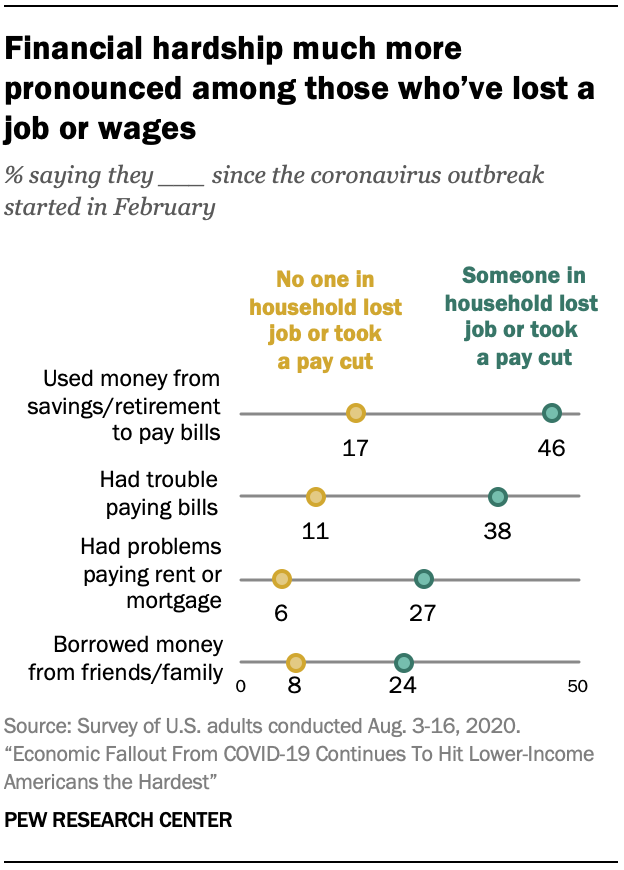 Financial hardship much more
pronounced among those who’ve lost a
job or wages
% saying they ___ since the coronavirus outbreak
started in February
No one in
household lost
job or took
a pay cut
Someone in
household lost
job or took
a pay cut
Used money from
savings/retirement
to pay bills
17
46
Had trouble
paying bills
11
38
Had problems
paying rent or
mortgage
6
27
Borrowed money
from friends/family
0
8
24
50
Source: Survey of U.S. adults conducted Aug. 3-16, 2020.
“Economic Fallout From COVID-19 Continues To Hit Lower-Income
Americans the Hardest”
PEW RESEARCH CENTER